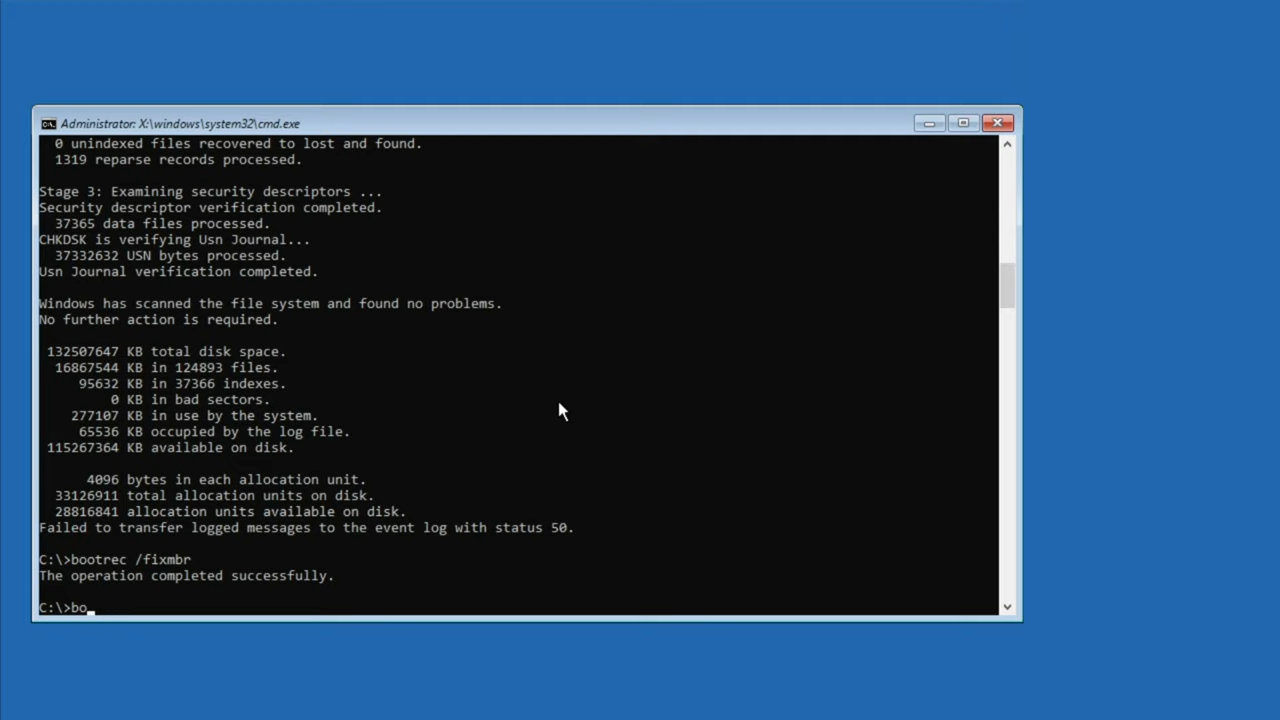 Administrator: X:\windows\system32\cmd.exe
0 unindexed files recovered to lost and found.
1319 reparse records processed.
Stage 3: Examining security descriptors ...
Security descriptor verification completed.
37365 data files processed.
CHKDSK is verifying Usn Journal...
37332632 USN bytes processed.
Usn Journal verification completed.
Windows has scanned the file system and found no problems.
No further action is required.
132507647 KB total disk space.
16867544 KB in 124893 files.
95632 KB in 37366 indexes.
0 KB in bad sectors.
277107 KB in use by the system.
65536 KB occupied by the log file.
115267364 KB available on disk.
4096 bytes in each allocation unit.
33126911 total allocation units on disk.
28816841 allocation units available on disk.
Failed to transfer logged messages to the event log with status 50.
C:\>bootrec /fixmbr
The operation completed successfully.
C:\>bo_